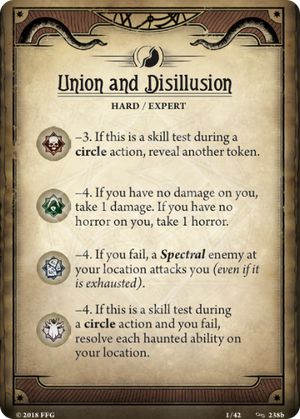 Union and Disillusion
HARD / EXPERT
–3. If this is a skill test during a
circle action, reveal another token.
–4. If you have no damage on you,
take 1 damage. If you have no
horror on you, take 1 horror.
–4. If you fail, a Spectral enemy at
your location attacks you (even if it
is exhausted).
–4. If this is a skill test during
a circle action and you fail,
resolve each haunted ability on
your location.
© 2018 FFG 1/42 238b